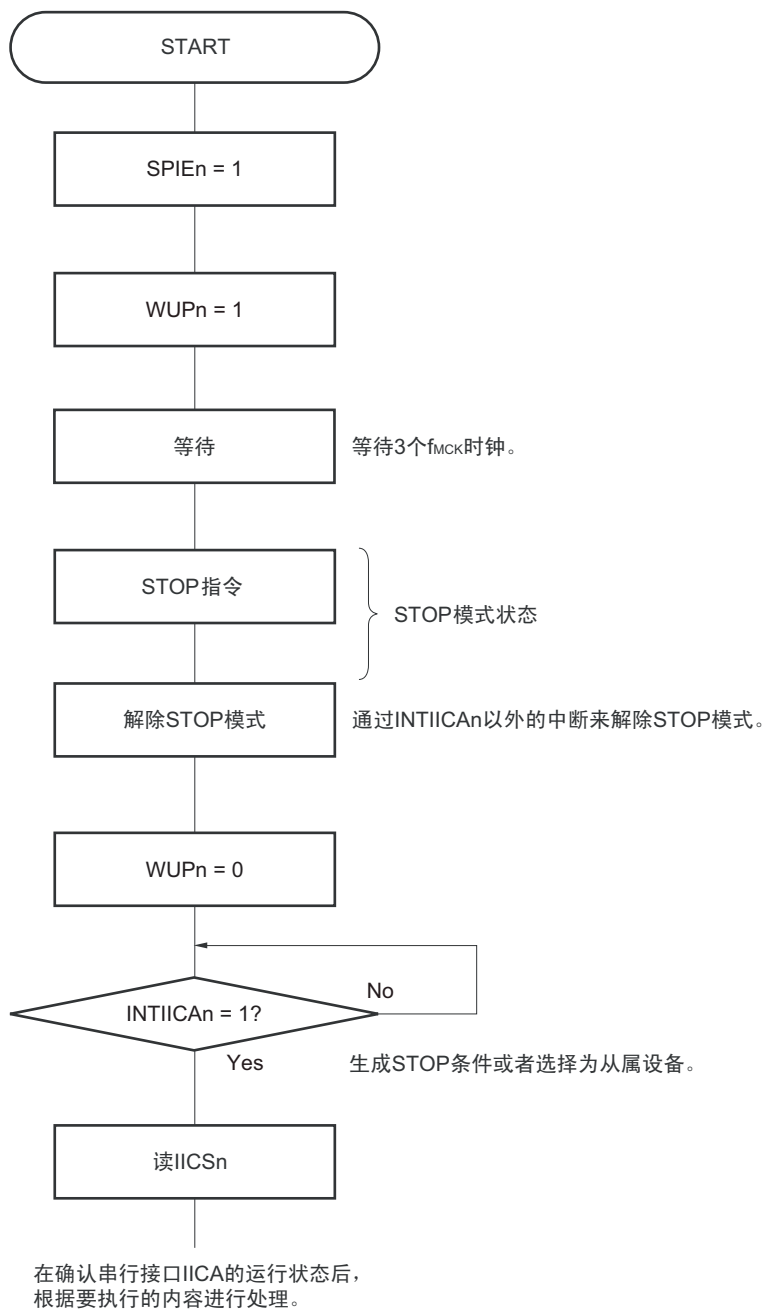 START
SPIEn = 1
WUPn = 1
等待
等待3个fMCK时钟。
STOP指令
STOP模式状态
解除STOP模式
通过INTIICAn以外的中断来解除STOP模式。
WUPn = 0
No
INTIICAn = 1?
Yes
生成STOP条件或者选择为从属设备。
读IICSn
在确认串行接口IICA的运行状态后，
根据要执行的内容进行处理。